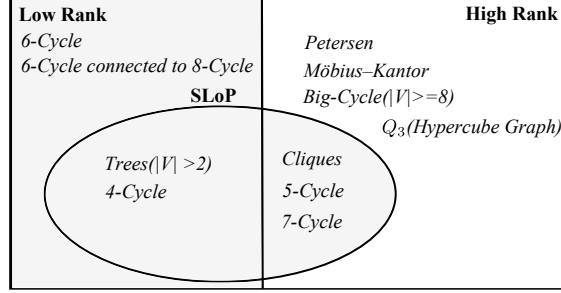 Low Rank
6-Cycle
6-Cycle connected to 8-Cycle
SLoP
Trees(|V| >2)
4-Cycle
High Rank
Petersen
Möbius–Kantor
Big-Cycle(|V|>=8)
Q₃(Hypercube Graph)
Cliques
5-Cycle
7-Cycle